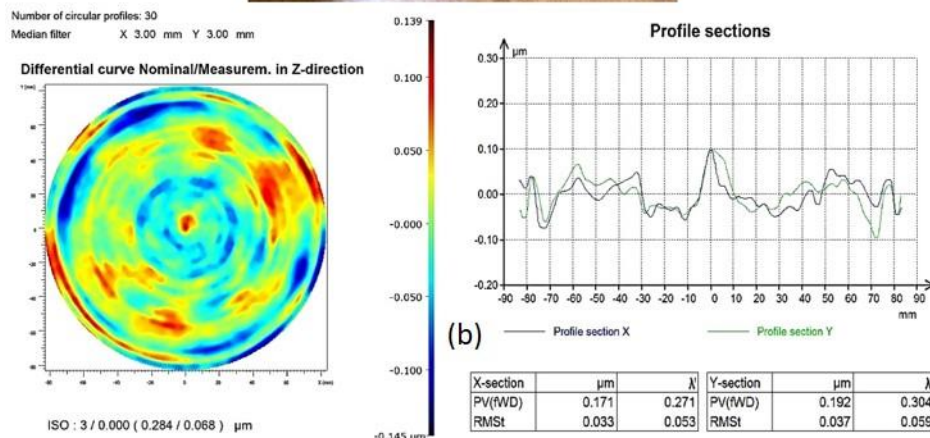 Number of circular profiles: 30
Median filter X 3.00 mm Y 3.00 mm
Differential curve Nominal/Measurem. in Z-direction
0.139
0.100
0.050
-0.000
-0.050
-0.100
-0.145 µm
ISO : 3 / 0.000 ( 0.284 / 0.068 ) µm
Profile sections
µm
0.30
0.20
0.10
0.00
-0.10
-0.20
-90 -80 -70 -60 -50 -40 -30 -20 -10 0 10 20 30 40 50 60 70 80 90
mm
(b)
Profile section X Profile section Y
X-section µm λ Y-section µm λ
PV(fWD) 0.171 0.271 PV(fWD) 0.192 0.304
RMSt 0.033 0.053 RMSt 0.037 0.059